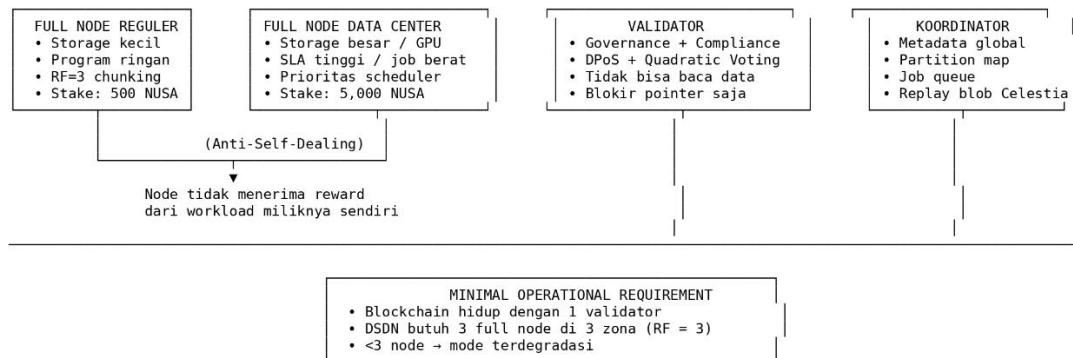 FULL NODE REGULER
• Storage kecil
• Program ringan
• RF=3 chunking
• Stake: 500 NUSA
FULL NODE DATA CENTER
• Storage besar / GPU
• SLA tinggi / job berat
• Prioritas scheduler
• Stake: 5,000 NUSA
VALIDATOR
• Governance + Compliance
• DPoS + Quadratic Voting
• Tidak bisa baca data
• Blokir pointer saja
KOORDINATOR
• Metadata global
• Partition map
• Job queue
• Replay blob Celestia
(Anti-Self-Dealing)
Node tidak menerima reward
dari workload miliknya sendiri
MINIMAL OPERATIONAL REQUIREMENT
• Blockchain hidup dengan 1 validator
• DSDN butuh 3 full node di 3 zona (RF = 3)
• <3 node → mode terdegradasi